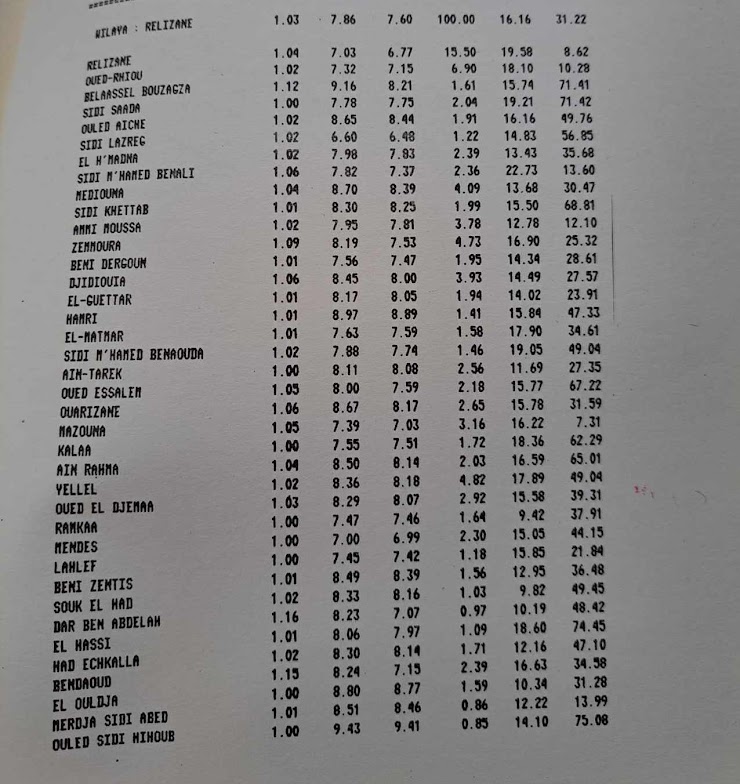 WILAYA : RELIZANE 1.03 7.86 7.60 100.00 16.16 31.22
RELIZANE 1.04 7.03 6.77 15.50 19.58 8.62
OUED-RHIOU 1.02 7.32 7.15 6.90 18.10 10.28
BELAASSEL BOUZAGZA 1.12 9.16 8.21 1.61 15.74 71.41
SIDI SAADA 1.00 7.78 7.75 2.04 19.21 71.42
OULED AICHE 1.02 8.65 8.44 1.91 16.16 49.76
SIDI LAZREG 1.02 6.60 6.48 1.22 14.83 56.85
EL H'MADNA 1.02 7.98 7.83 2.39 13.43 35.68
SIDI M'HAMED BENALI 1.06 7.82 7.37 2.36 22.73 13.60
MEDIOUNA 1.04 8.70 8.39 4.09 13.68 30.47
SIDI KHETTAB 1.01 8.30 8.25 1.99 15.50 68.81
AMMI MOUSSA 1.02 7.95 7.81 3.78 12.78 12.10
ZEMMOURA 1.09 8.19 7.53 4.73 16.90 25.32
BENI DERGOUN 1.01 7.56 7.47 1.95 14.34 28.61
DJIDIOUIA 1.06 8.45 8.00 3.93 14.49 27.57
EL-GUETTAR 1.01 8.17 8.05 1.94 14.02 23.91
HAMRI 1.01 8.97 8.89 1.41 15.84 47.33
EL-MATMAR 1.01 7.63 7.59 1.58 17.90 34.61
SIDI M'HAMED BENAOUDA 1.02 7.88 7.74 1.46 19.05 49.04
AIN-TAREK 1.00 8.11 8.08 2.56 11.69 27.35
OUED ESSALEM 1.05 8.00 7.59 2.18 15.77 67.22
OUARIZANE 1.06 8.67 8.17 2.65 15.78 31.59
MAZOUNA 1.05 7.39 7.03 3.16 16.22 7.31
KALAA 1.00 7.55 7.51 1.72 18.36 62.29
AIN RAHMA 1.04 8.50 8.14 2.03 16.59 65.01
YELLEL 1.02 8.36 8.18 4.82 17.89 49.04
OUED EL DJEMAA 1.03 8.29 8.07 2.92 15.58 39.31
RAMKAA 1.00 7.47 7.46 1.64 9.42 37.91
MENDES 1.00 7.00 6.99 2.30 15.05 44.15
LAHLEF 1.00 7.45 7.42 1.18 15.85 21.84
BENI ZENTIS 1.01 8.49 8.39 1.56 12.95 36.48
SOUK EL HAD 1.02 8.33 8.16 1.03 9.82 49.45
DAR BEN ABDELAH 1.16 8.23 7.07 0.97 10.19 48.42
EL HASSI 1.01 8.06 7.97 1.09 18.60 74.45
HAD ECHKALLA 1.02 8.30 8.14 1.71 12.16 47.10
BENDAOUD 1.15 8.24 7.15 2.39 16.63 34.58
EL OULDJA 1.00 8.80 8.77 1.59 10.34 31.28
MERDJA SIDI ABED 1.01 8.51 8.46 0.86 12.22 13.99
OULED SIDI MIHOUB 1.00 9.43 9.41 0.85 14.10 75.08